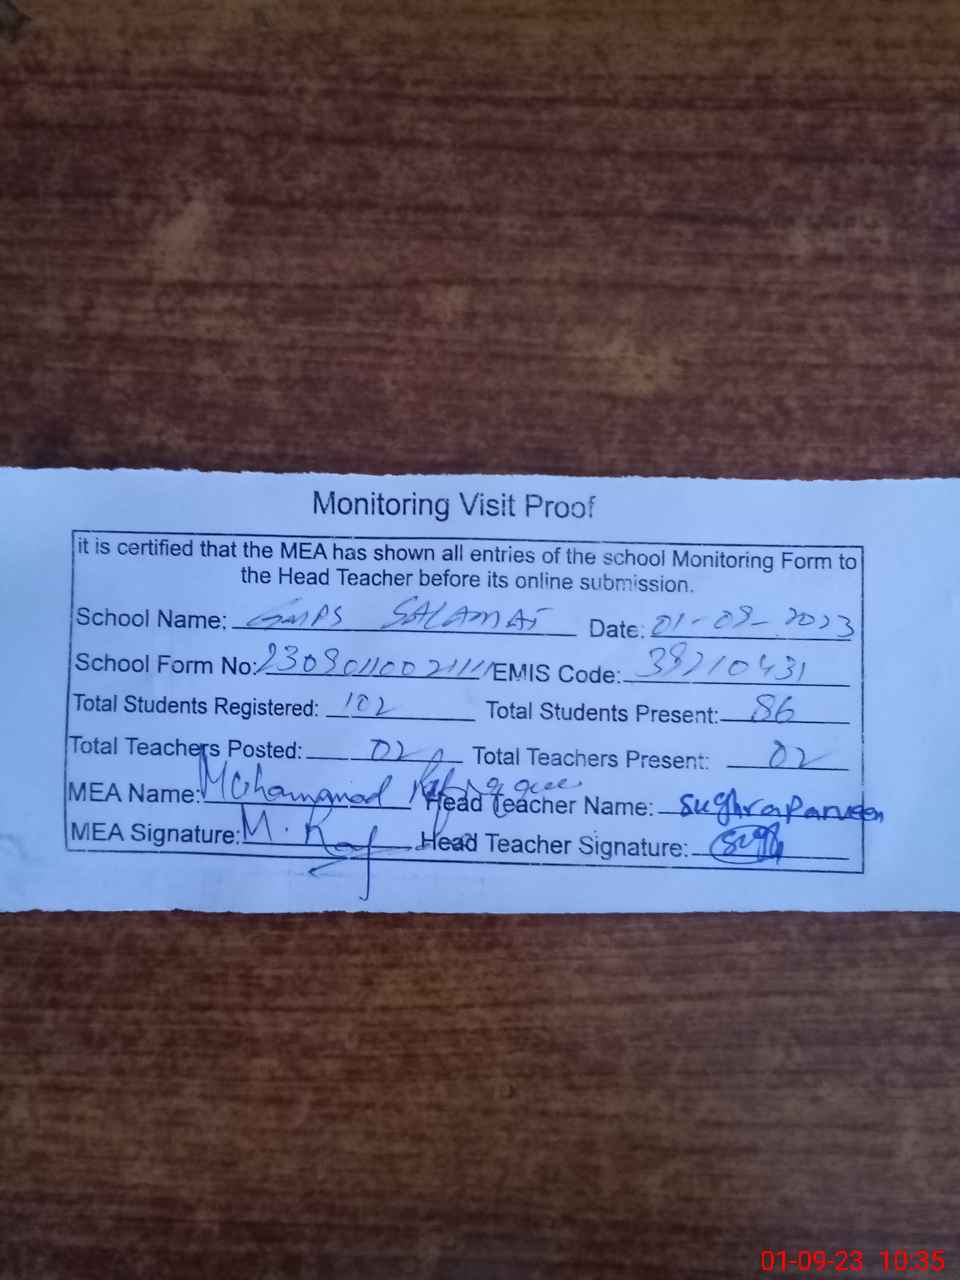 Monitoring Visit Proof
it is certified that the MEA has shown all entries of the school Monitoring Form to
the Head Teacher before its online submission.
School Name: GMPS SALAMAT Date: 01-09-2023
School Form No: EMIS Code: 39210431
Total Students Registered: 102 Total Students Present: 86
Total Teachers Posted: 02 Total Teachers Present: 02
MEA Name: Mohammad Head Teacher Name: Sughra Parveen
MEA Signature: M. Head Teacher Signature:
01-09-23 10:35